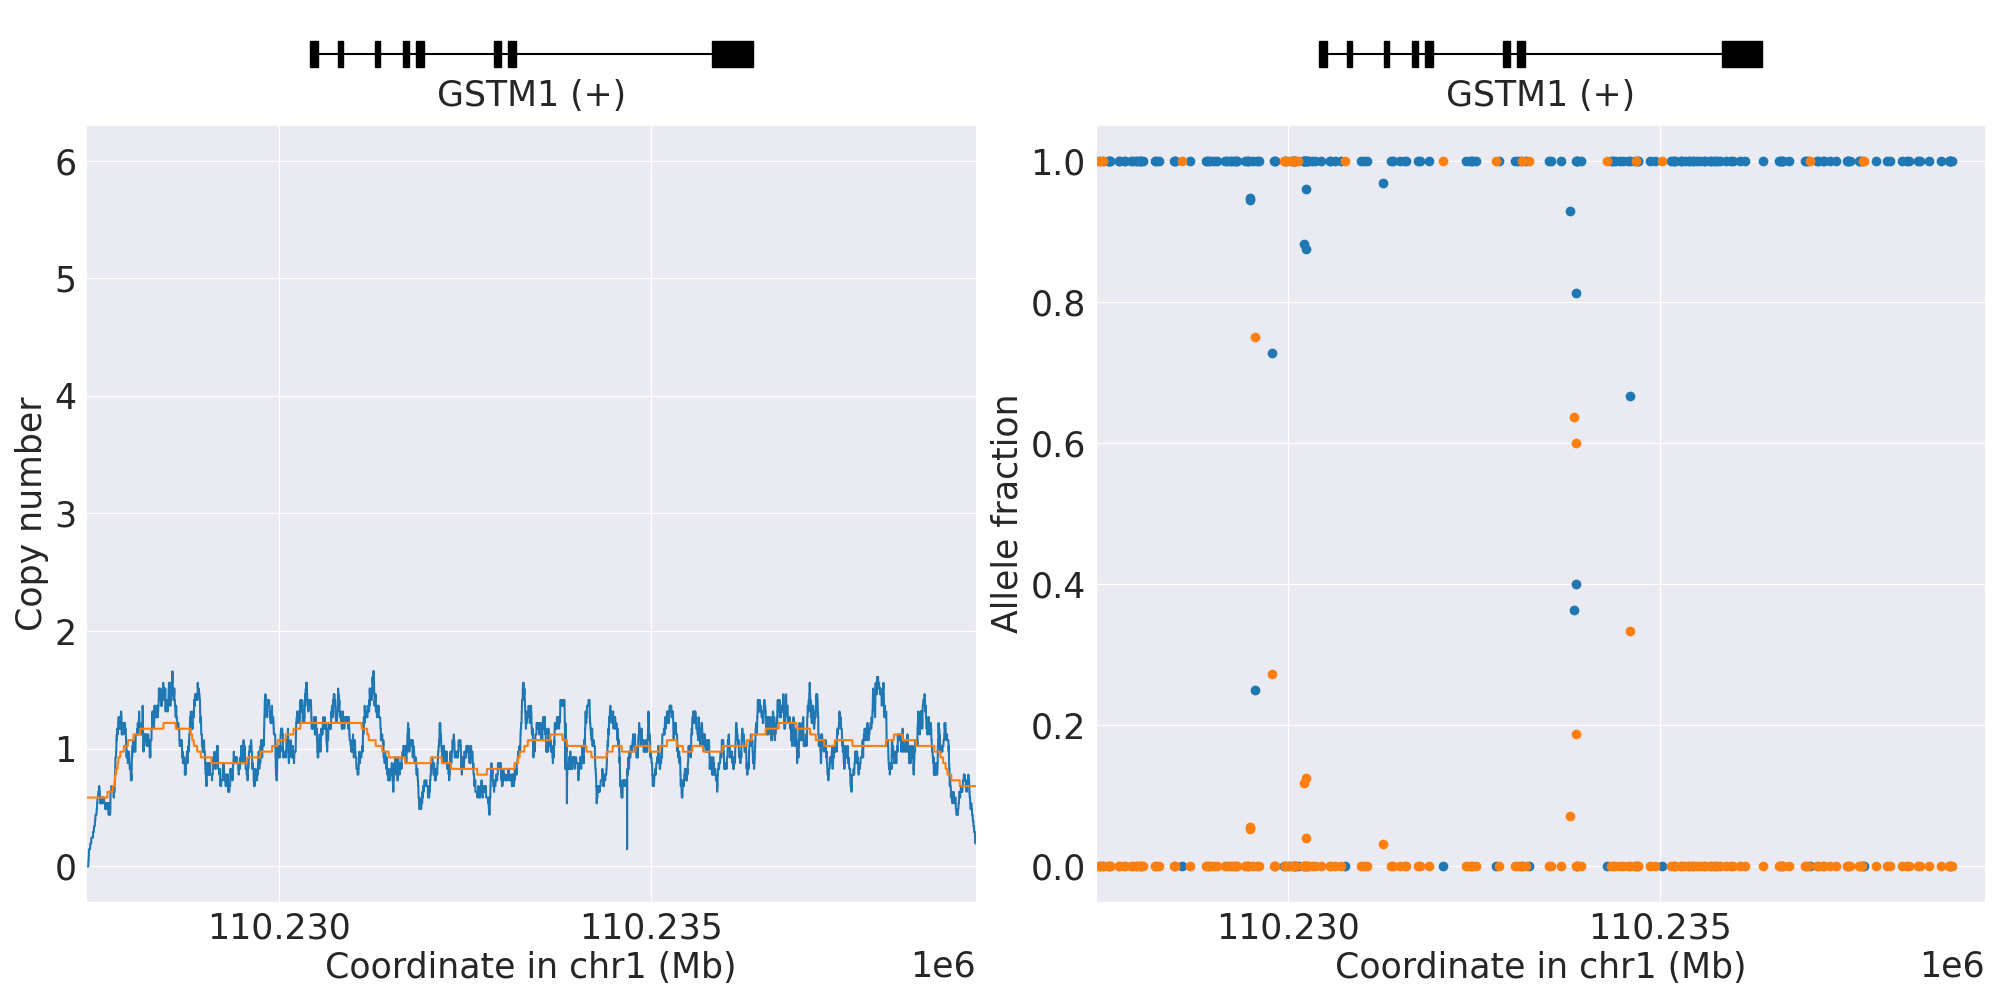 GSTM1 (+)
6
5
4
3
2
1
0
Copy number
110.230 110.235
Coordinate in chr1 (Mb)
1e6
GSTM1 (+)
1.0
0.8
0.6
0.4
0.2
0.0
Allele fraction
110.230 110.235
Coordinate in chr1 (Mb)
1e6